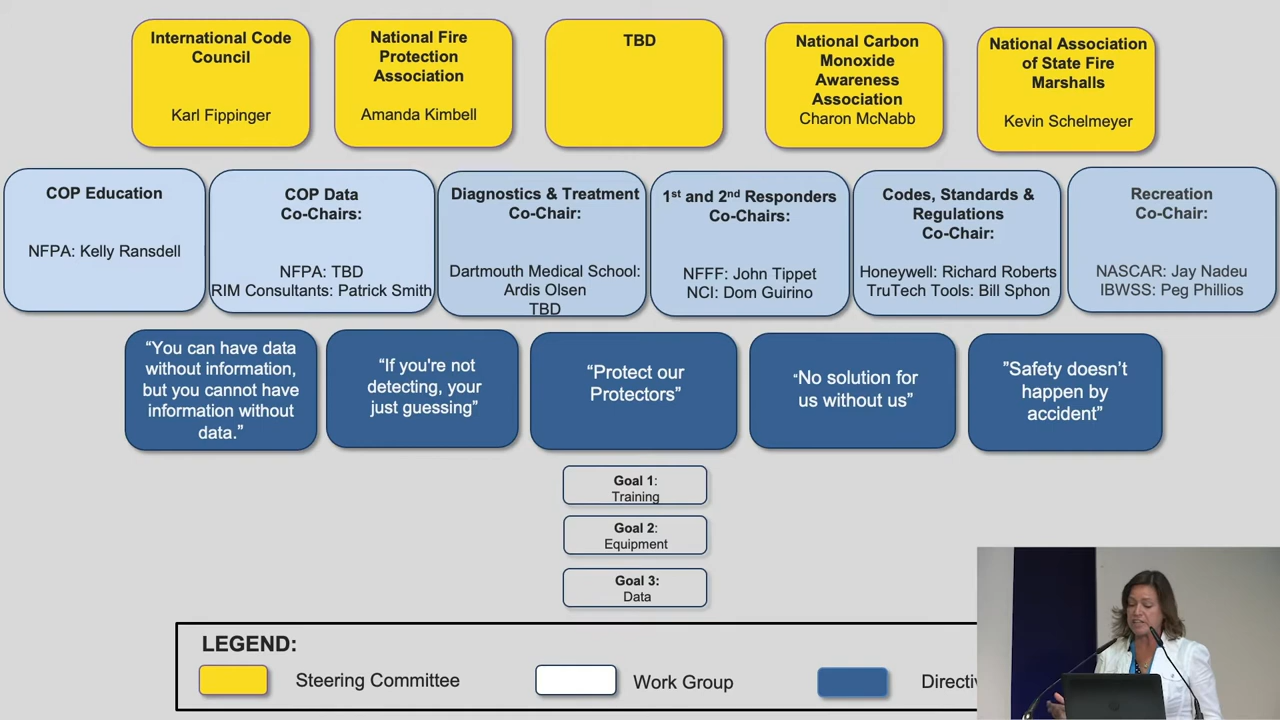 International Code
Council
Karl Fippinger
National Fire
Protection
Association
Amanda Kimbell
TBD
National Carbon
Monoxide
Awareness
Association
Charon McNabb
National Association
of State Fire
Marshalls
Kevin Schelmeyer
COP Education
NFPA: Kelly Ransdell
COP Data
Co-Chairs:
NFPA: TBD
RIM Consultants: Patrick Smith
Diagnostics & Treatment
Co-Chair:
Dartmouth Medical School:
Ardis Olsen
TBD
1st and 2nd Responders
Co-Chairs:
NFFF: John Tippet
NCI: Dom Guirino
Codes, Standards &
Regulations
Co-Chair:
Honeywell: Richard Roberts
TruTech Tools: Bill Sphon
Recreation
Co-Chair:
NASCAR: Jay Nadeu
IBWSS: Peg Phillios
“You can have data
without information,
but you cannot have
information without
data.”
“If you're not
detecting, your
just guessing”
“Protect our
Protectors”
“No solution for
us without us”
”Safety doesn’t
happen by
accident”
Goal 1:
Training
Goal 2:
Equipment
Goal 3:
Data
LEGEND:
Steering Committee
Work Group